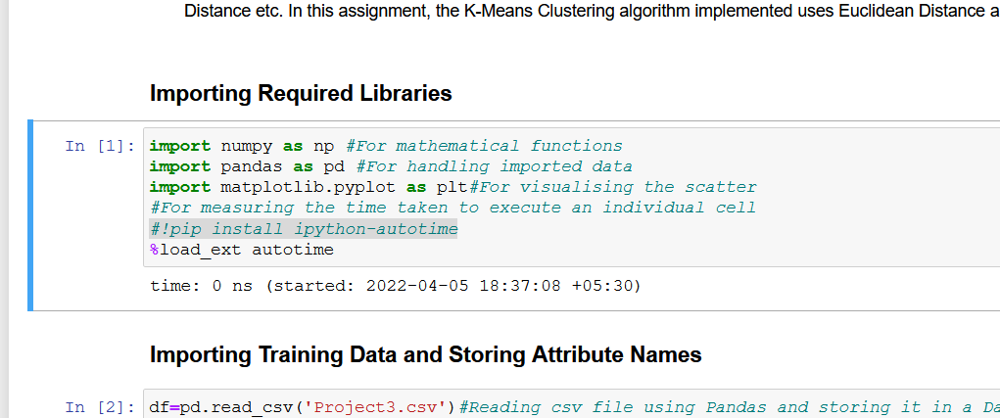 Distance etc. In this assignment, the K-Means Clustering algorithm implemented uses Euclidean Distance a
Importing Required Libraries
In [1]: import numpy as np #For mathematical functions
import pandas as pd #For handling imported data
import matplotlib.pyplot as plt#For visualising the scatter
#For measuring the time taken to execute an individual cell
#!pip install ipython-autotime
%load_ext autotime
time: 0 ns (started: 2022-04-05 18:37:08 +05:30)
Importing Training Data and Storing Attribute Names
In [2]: df=pd.read_csv('Project3.csv')#Reading csv file using Pandas and storing it in a Da